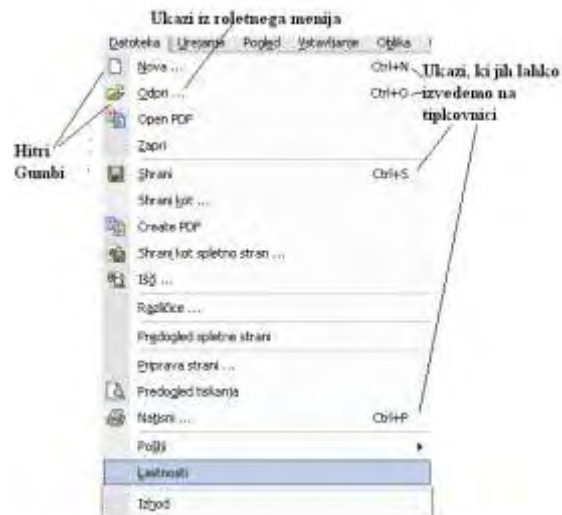 Ukazi iz roletnega menija
Datoteka Urejanje Pogled Vstavljanje Oblika
Nova ... Ctrl+N
Ukazi, ki jih lahko
izvedemo na
tipkovnici
Odpri ... Ctrl+O
Open PDF
Zapri
Hitri
Gumbi
Shrani Ctrl+S
Shrani kot ...
Create PDF
Shrani kot spletno stran ...
Išči ...
Različice ...
Predogled spletne strani
Priprava strani ...
Predogled tiskanja
Natisni ... Ctrl+P
Pošlji
Lastnosti
Izhod